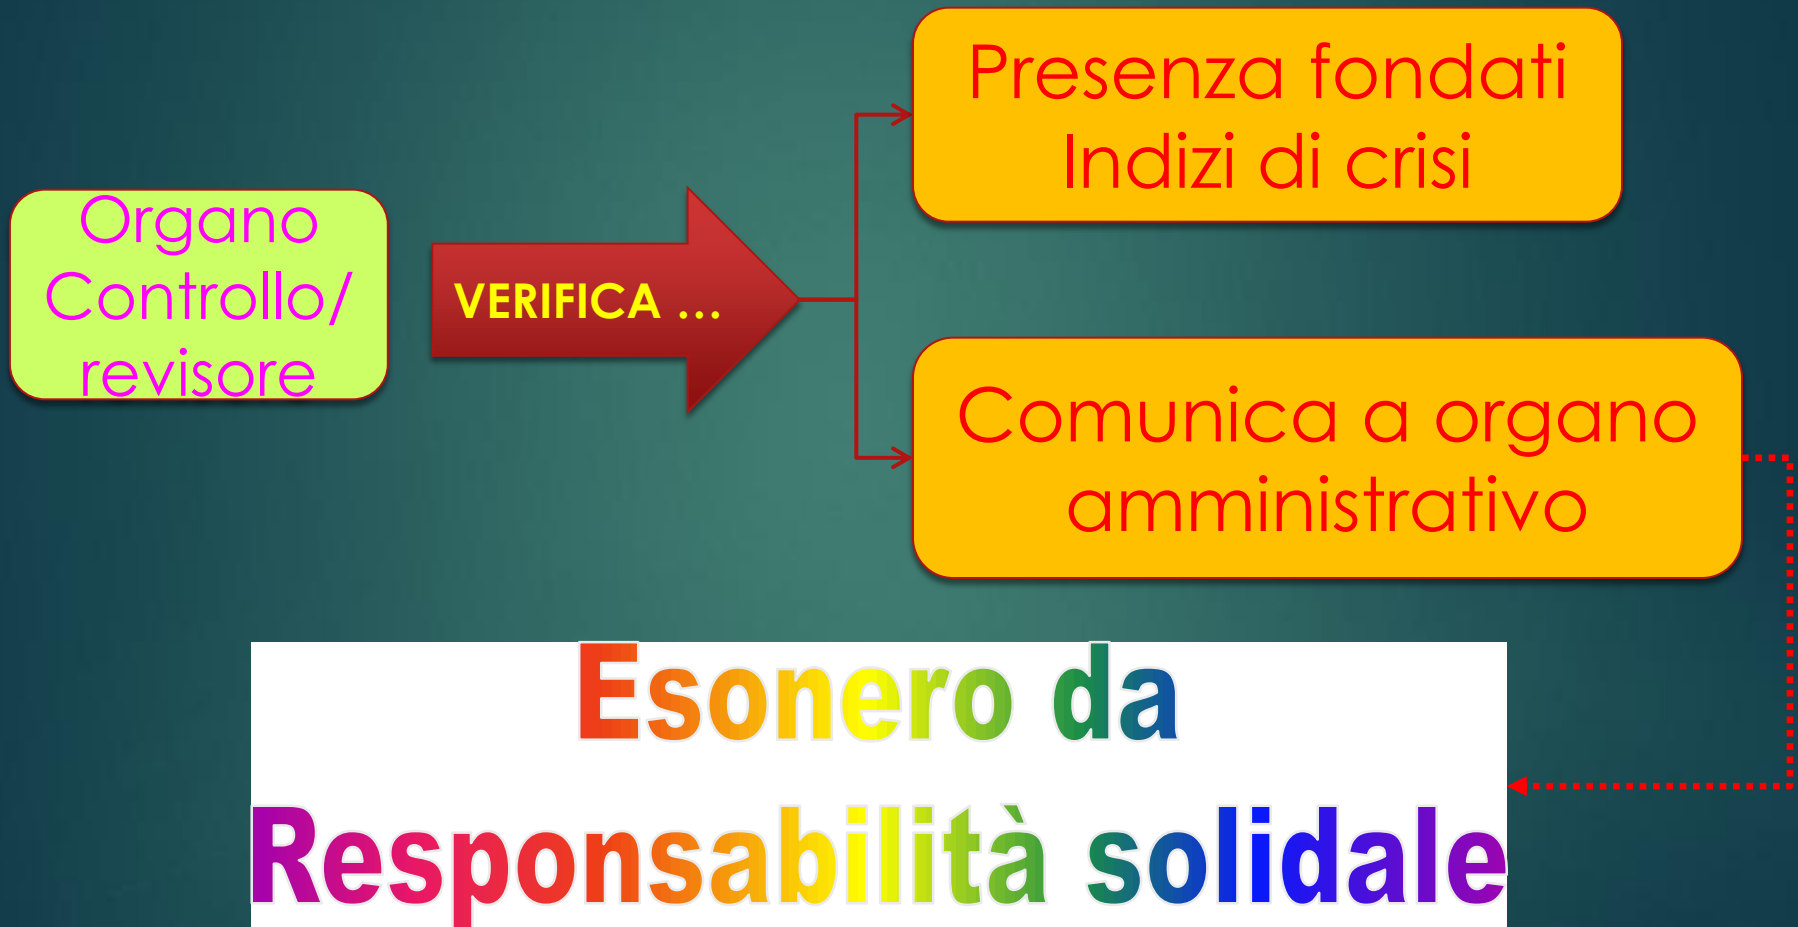 Organo
Controllo/
revisore
VERIFICA ...
Presenza fondati
Indizi di crisi
Comunica a organo
amministrativo
Esonero da
Responsabilità solidale